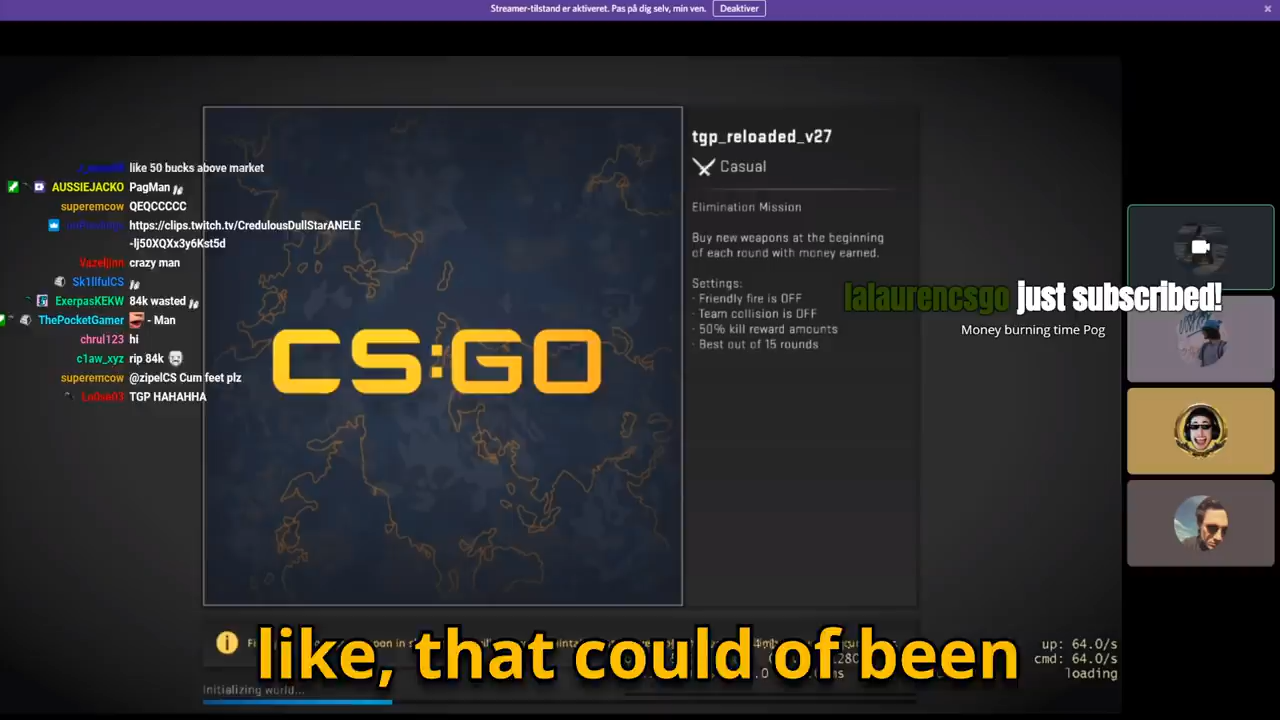 Streamer-tilstand er aktiveret. Pas på dig selv, min ven.
Deaktiver
like 50 bucks above market
AUSSIEJACKO PagMan
superemcow QEQCCCCC
https://clips.twitch.tv/CredulousDullStarANELE
-lj50XQXx3y6Kst5d
Vazeljinn crazy man
Sk1llfulCS
ExerpasKEKW 84k wasted
ThePocketGamer - Man
chrul123 hi
c1aw_xyz rip 84k
superemcow @zipelCS Cum feet plz
TGP HAHAHHA
CS:GO
tgp_reloaded_v27
Casual
Elimination Mission
Buy new weapons at the beginning
of each round with money earned.
Settings:
· Friendly fire is OFF
· Team collision is OFF
· 50% kill reward amounts
· Best out of 15 rounds
lalaurencsgo just subscribed!
Money burning time Pog
like, that could of been
up: 64.0/s
cmd: 64.0/s
loading
Initializing world...